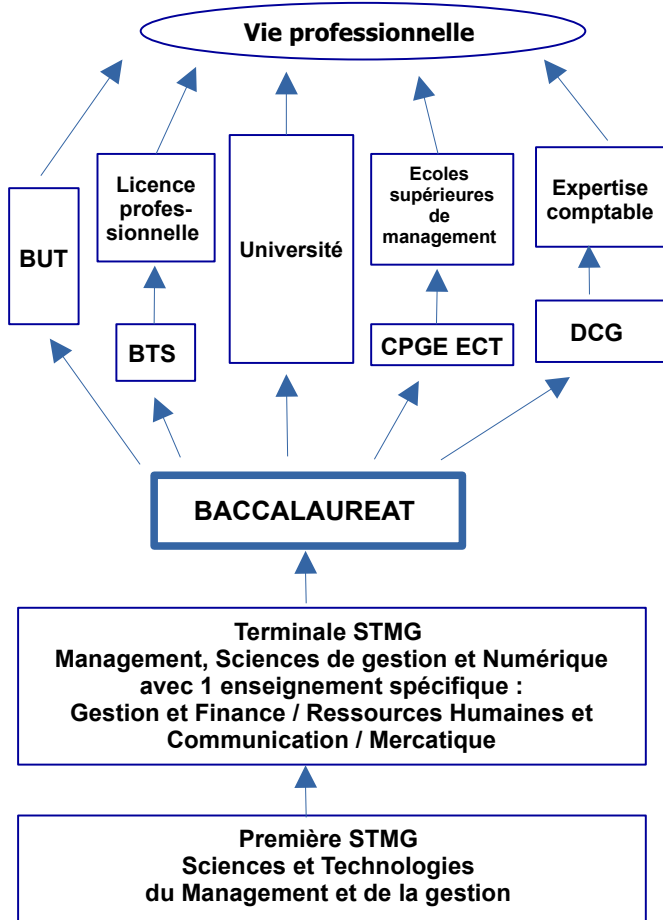 Vie professionnelle
BUT
Licence
profes-
sionnelle
BTS
Université
Ecoles
supérieures
de
management
CPGE ECT
Expertise
comptable
DCG
BACCALAUREAT
Terminale STMG
Management, Sciences de gestion et Numérique
avec 1 enseignement spécifique :
Gestion et Finance / Ressources Humaines et
Communication / Mercatique
Première STMG
Sciences et Technologies
du Management et de la gestion